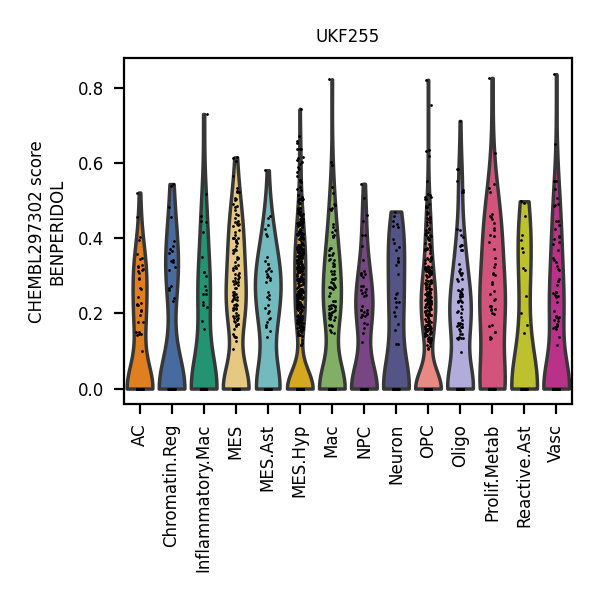 UKF255
CHEMBL297302 score
BENPERIDOL
0.8
0.6
0.4
0.2
0.0
AC
Chromatin.Reg
Inflammatory.Mac
MES
MES.Ast
MES.Hyp
Mac
NPC
Neuron
OPC
Oligo
Prolif.Metab
Reactive.Ast
Vasc